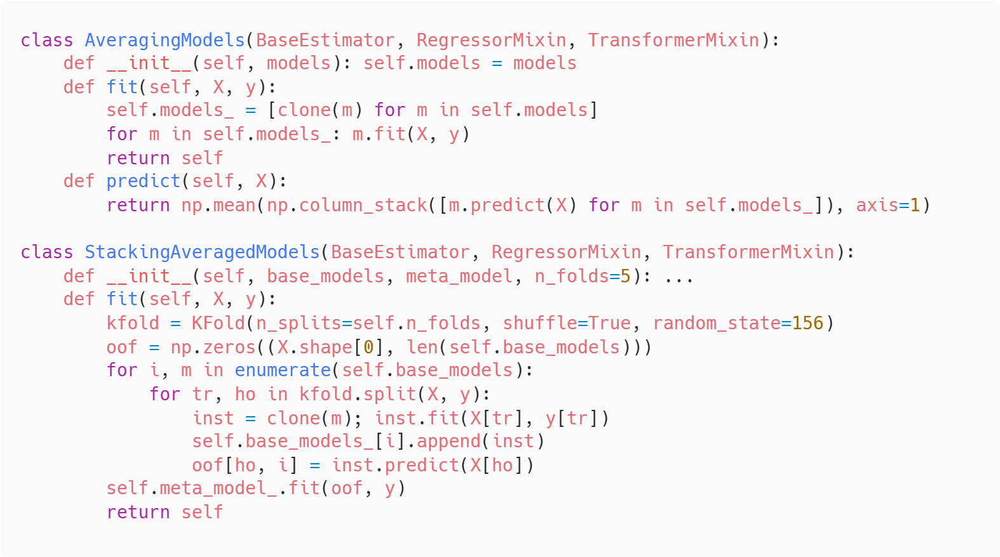 class AveragingModels(BaseEstimator, RegressorMixin, TransformerMixin):
    def __init__(self, models): self.models = models
    def fit(self, X, y):
        self.models_ = [clone(m) for m in self.models]
        for m in self.models_: m.fit(X, y)
        return self
    def predict(self, X):
        return np.mean(np.column_stack([m.predict(X) for m in self.models_]), axis=1)

class StackingAveragedModels(BaseEstimator, RegressorMixin, TransformerMixin):
    def __init__(self, base_models, meta_model, n_folds=5): ...
    def fit(self, X, y):
        kfold = KFold(n_splits=self.n_folds, shuffle=True, random_state=156)
        oof = np.zeros((X.shape[0], len(self.base_models)))
        for i, m in enumerate(self.base_models):
            for tr, ho in kfold.split(X, y):
                inst = clone(m); inst.fit(X[tr], y[tr])
                self.base_models_[i].append(inst)
                oof[ho, i] = inst.predict(X[ho])
        self.meta_model_.fit(oof, y)
        return self